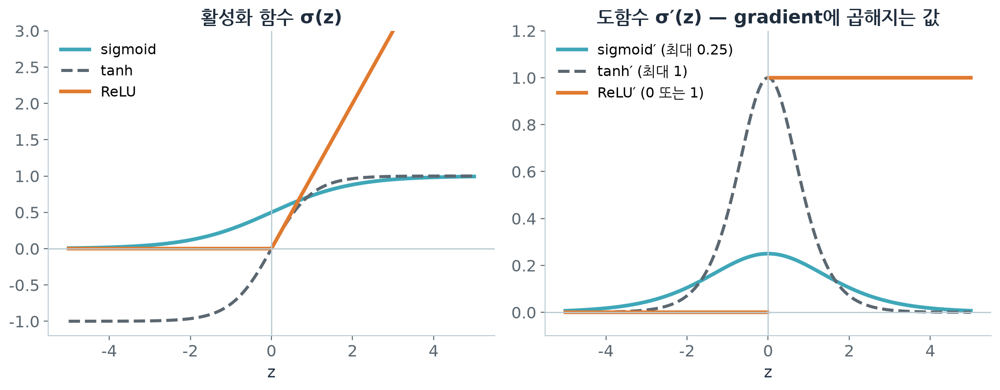 활성화 함수 σ(z)
3.0
2.5
2.0
1.5
1.0
0.5
0.0
-0.5
-1.0
sigmoid
tanh
ReLU
-4 -2 0 2 4
z
도함수 σ′(z) — gradient에 곱해지는 값
1.2
1.0
0.8
0.6
0.4
0.2
0.0
sigmoid′ (최대 0.25)
tanh′ (최대 1)
ReLU′ (0 또는 1)
-4 -2 0 2 4
z